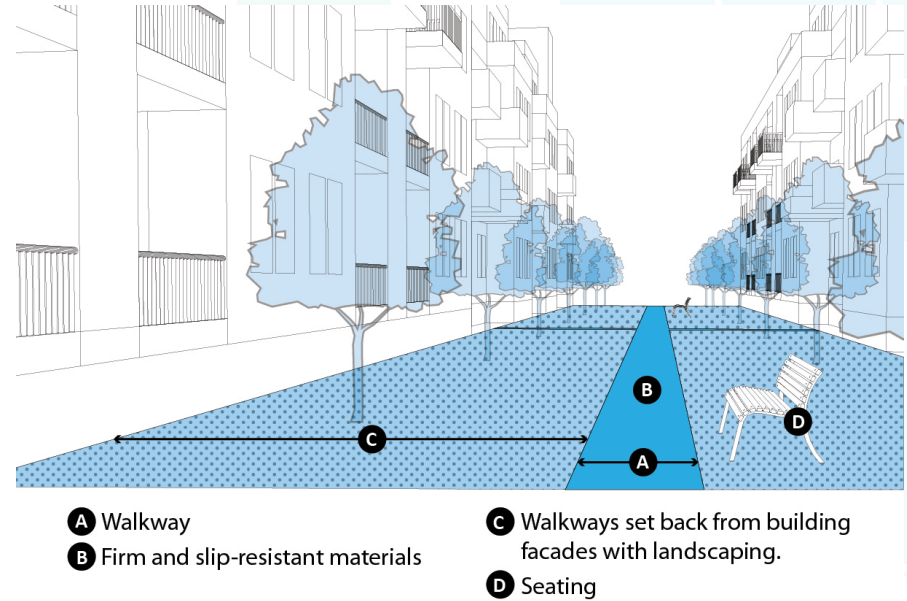 B
C
A
D
A Walkway
B Firm and slip-resistant materials
C Walkways set back from building
facades with landscaping.
D Seating